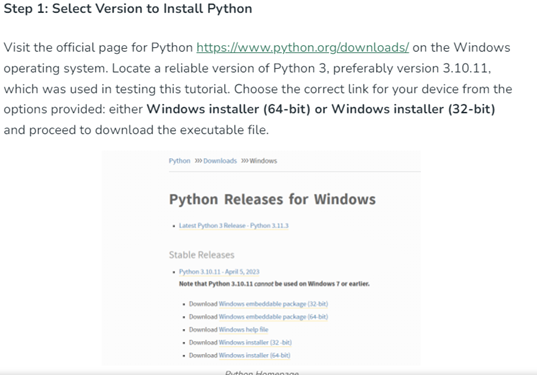 Step 1: Select Version to Install Python
Visit the official page for Python https://www.python.org/downloads/ on the Windows
operating system. Locate a reliable version of Python 3, preferably version 3.10.11,
which was used in testing this tutorial. Choose the correct link for your device from the
options provided: either Windows installer (64-bit) or Windows installer (32-bit)
and proceed to download the executable file.
Python >>> Downloads >>> Windows
Python Releases for Windows
• Latest Python 3 Release - Python 3.11.3
Stable Releases
• Python 3.10.11 - April 5, 2023
Note that Python 3.10.11 cannot be used on Windows 7 or earlier.
• Download Windows embeddable package (32-bit)
• Download Windows embeddable package (64-bit)
• Download Windows help file
• Download Windows installer (32 -bit)
• Download Windows installer (64-bit)
Python Homepage